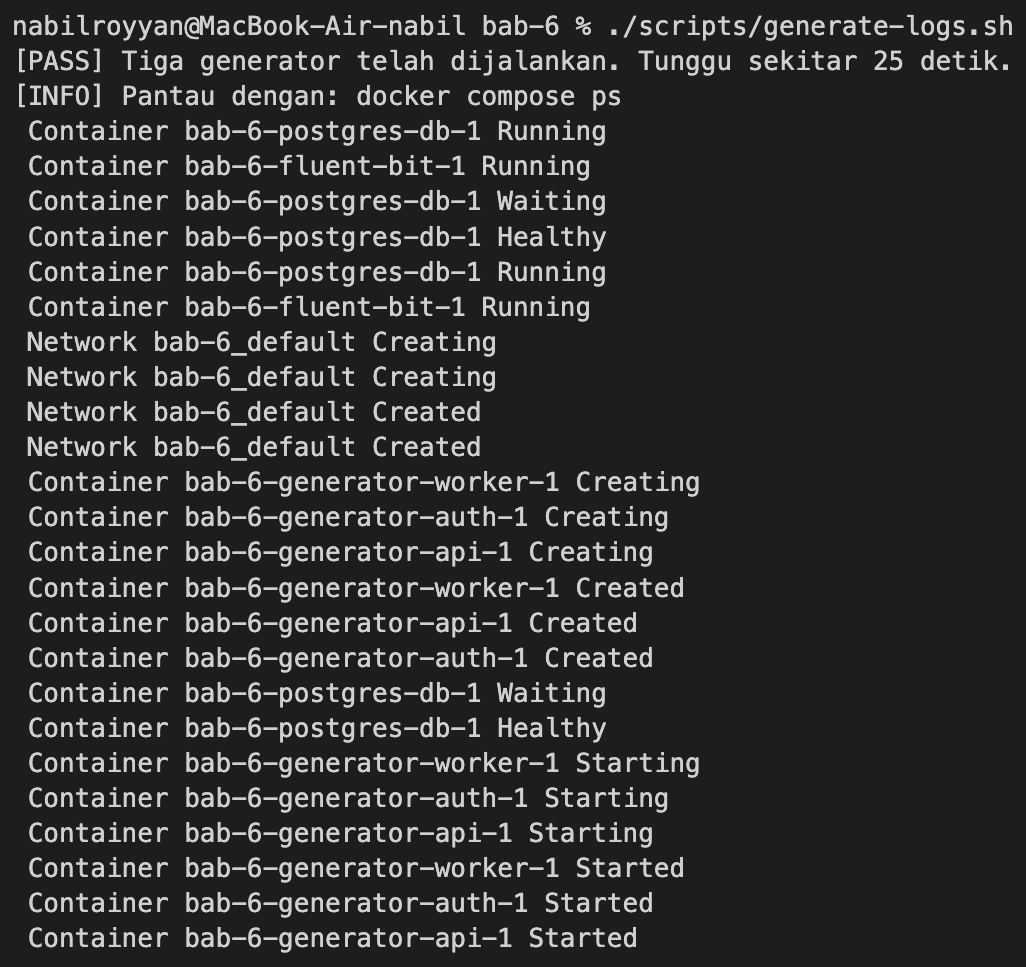 nabilroyyan@MacBook-Air-nabil bab-6 % ./scripts/generate-logs.sh
[PASS] Tiga generator telah dijalankan. Tunggu sekitar 25 detik.
[INFO] Pantau dengan: docker compose ps
Container bab-6-postgres-db-1 Running
Container bab-6-fluent-bit-1 Running
Container bab-6-postgres-db-1 Waiting
Container bab-6-postgres-db-1 Healthy
Container bab-6-postgres-db-1 Running
Container bab-6-fluent-bit-1 Running
Network bab-6_default Creating
Network bab-6_default Creating
Network bab-6_default Created
Network bab-6_default Created
Container bab-6-generator-worker-1 Creating
Container bab-6-generator-auth-1 Creating
Container bab-6-generator-api-1 Creating
Container bab-6-generator-worker-1 Created
Container bab-6-generator-api-1 Created
Container bab-6-generator-auth-1 Created
Container bab-6-postgres-db-1 Waiting
Container bab-6-postgres-db-1 Healthy
Container bab-6-generator-worker-1 Starting
Container bab-6-generator-auth-1 Starting
Container bab-6-generator-api-1 Starting
Container bab-6-generator-worker-1 Started
Container bab-6-generator-auth-1 Started
Container bab-6-generator-api-1 Started